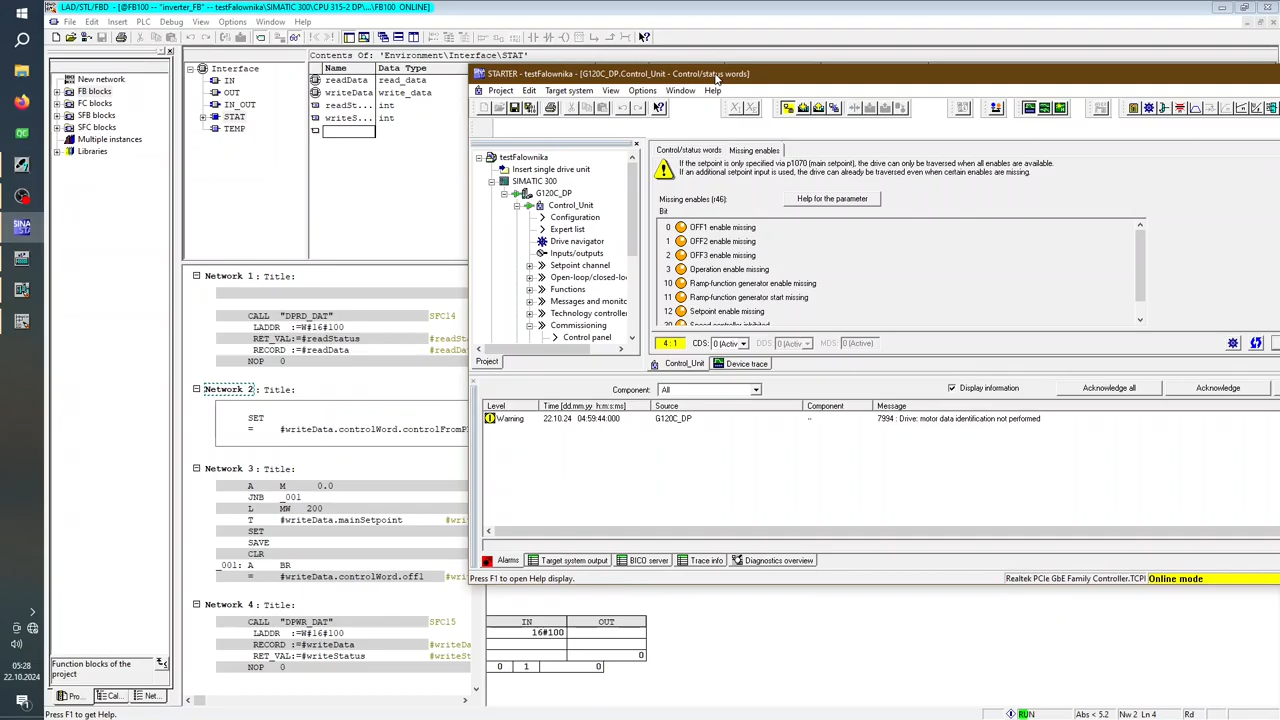 LAD/STL/FBD - [@FB100 -- "inverter_FB" -- testFalownika\SIMATIC 300\CPU 315-2 DP\...\FB100 ONLINE]
File Edit Insert PLC Debug View Options Window Help
Contents Of: 'Environment\Interface\STAT'
New network
FB blocks
FC blocks
SFB blocks
SFC blocks
Multiple instances
Libraries
Interface
IN
OUT
IN_OUT
STAT
TEMP
Name Data Type
readData read_data
writeData write_data
readSt... int
writeS... int
Network 1 : Title:
CALL "DPRD_DAT" SFC14
LADDR :=W#16#100
RET_VAL:=#readStatus #reads
RECORD :=#readData #readDa
NOP 0
Network 2 : Title:
SET
= #writeData.controlWord.controlFromP
Network 3 : Title:
A M 0.0
JNB _001
L MW 200
T #writeData.mainSetpoint #wri
SET
SAVE
CLR
_001: A BR
= #writeData.controlWord.off1 #w
Network 4 : Title:
CALL "DPWR_DAT" SFC15
LADDR :=W#16#100
RECORD :=#writeData #writeD
RET_VAL:=#writeStatus #writeS
NOP 0
IN OUT
16#100
0
0 1 0
Function blocks of the
project
Pro... Cal... Net...
Press F1 to get Help.
RUN Abs < 5.2 Nw 2 Ln 4 Rd
STARTER - testFalownika - [G120C_DP.Control_Unit - Control/status words]
Project Edit Target system View Options Window Help
testFalownika
Insert single drive unit
SIMATIC 300
G120C_DP
Control_Unit
Configuration
Expert list
Drive navigator
Inputs/outputs
Setpoint channel
Open-loop/closed-lo
Functions
Messages and monito
Technology controlle
Commissioning
Control panel
Project
Control/status words Missing enables
If the setpoint is only specified via p1070 (main setpoint), the drive can only be traversed when all enables are available.
If an additional setpoint input is used, the drive can already be traversed even when certain enables are missing.
Missing enables (r46): Help for the parameter
Bit
0 OFF1 enable missing
1 OFF2 enable missing
2 OFF3 enable missing
3 Operation enable missing
10 Ramp-function generator enable missing
11 Ramp-function generator start missing
12 Setpoint enable missing
20 Speed controller inhibited
4 : 1 CDS: 0 (Activ DDS: 0 (Activ MDS: 0 (Active)
Control_Unit Device trace
Component: All Display information Acknowledge all Acknowledge
Level Time [dd.mm.yy h:m:s:ms] Source Component Message
Warning 22.10.24 04:59:44:000 G120C_DP -- 7994 : Drive: motor data identification not performed
Alarms Target system output BICO server Trace info Diagnostics overview
Press F1 to open Help display. Realtek PCIe GbE Family Controller.TCPI Online mode
05:28
22.10.2024